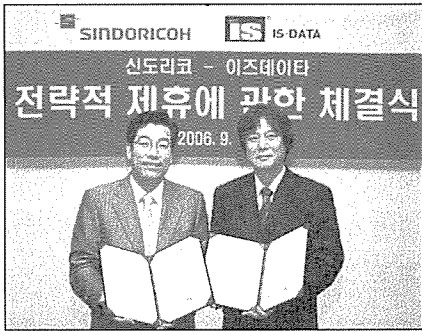 SINDORICOH IS IS·DATA
신도리코 - 이즈데이타
전략적 제휴에 관한 체결식
2006. 9.